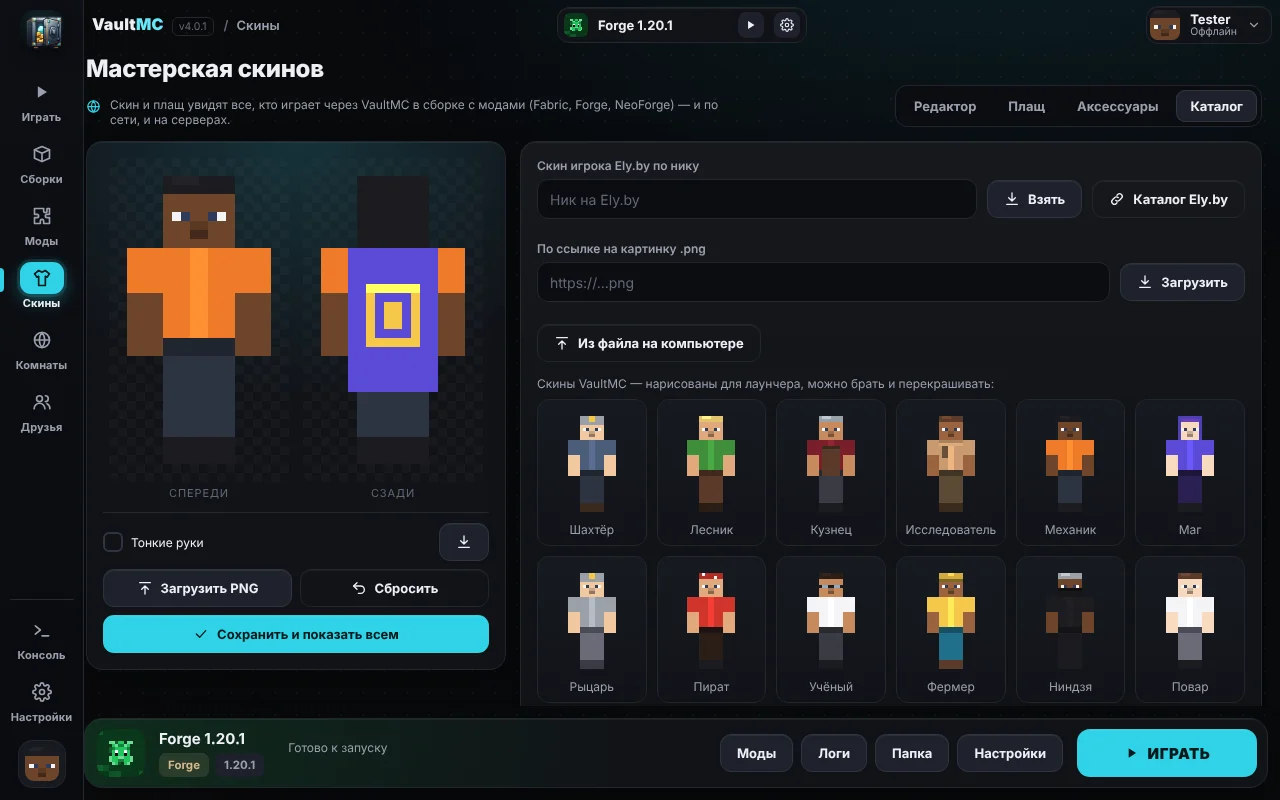 VaultMC v4.0.1 / Скины
Forge 1.20.1
Tester
Оффлайн
Мастерская скинов
Скин и плащ увидят все, кто играет через VaultMC в сборке с модами (Fabric, Forge, NeoForge) — и по
сети, и на серверах.
Редактор Плащ Аксессуары Каталог
Играть
Сборки
Моды
Скины
Комнаты
Друзья
Консоль
Настройки
СПЕРЕДИ СЗАДИ
Тонкие руки
Загрузить PNG Сбросить
Сохранить и показать всем
Скин игрока Ely.by по нику
Ник на Ely.by Взять Каталог Ely.by
По ссылке на картинку .png
https://...png Загрузить
Из файла на компьютере
Скины VaultMC — нарисованы для лаунчера, можно брать и перекрашивать:
Шахтёр Лесник Кузнец Исследователь Механик Маг
Рыцарь Пират Учёный Фермер Ниндзя Повар
Forge 1.20.1
Forge 1.20.1
Готово к запуску
Моды Логи Папка Настройки ИГРАТЬ